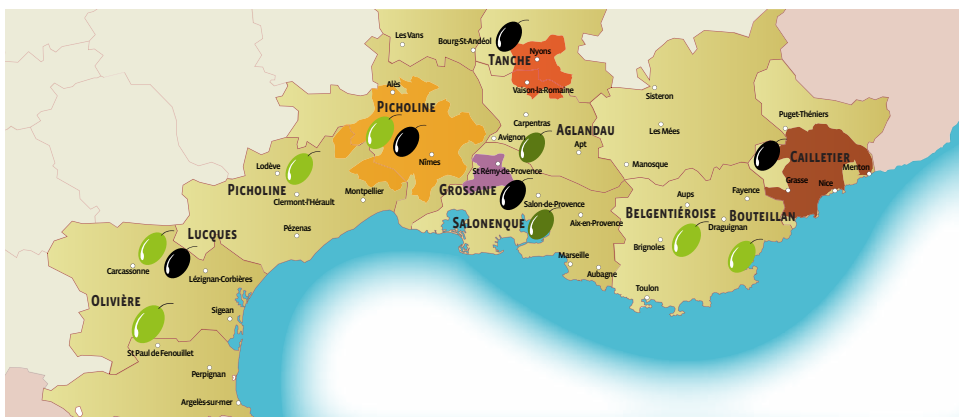 Les Vans
Bourg-St-Andéol
TANCHE
Nyons
Vaison-la-Romaine
Alès
PICHOLINE
Nîmes
Carpentras
Avignon
AGLANDAU
Apt
Sisteron
Les Mées
Manosque
Puget-Théniers
CAILLETIER
Menton
Grasse
Nice
Lodève
PICHOLINE
Clermont-l'Hérault
Montpellier
Pézenas
St Rémy-de-Provence
GROSSANE
Salon-de-Provence
SALONENQUE
Aix-en-Provence
Marseille
Aubagne
Aups
Fayence
BELGENTIÉROISE
BOUTEILLAN
Draguignan
Brignoles
Toulon
LUCQUES
Carcassonne
Lézignan-Corbières
OLIVIÈRE
Sigean
St Paul de Fenouillet
Perpignan
Argelès-sur-mer